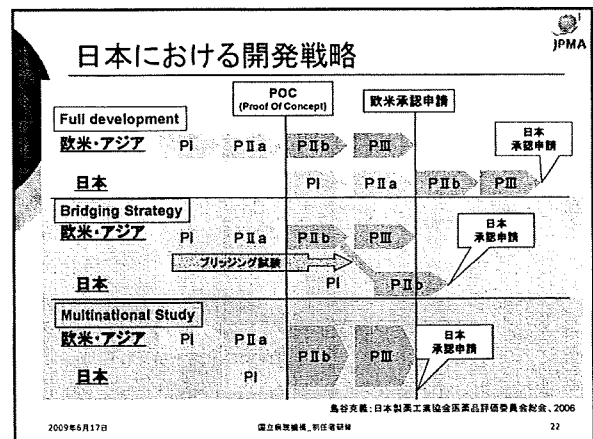 JPMA
日本における開発戦略
POC
(Proof Of Concept)
欧米承認申請
Full development
欧米・アジア PI PⅡa PⅡb PⅢ
日本
承認申請
日本 PI PⅡa PⅡb PⅢ
Bridging Strategy
欧米・アジア PI PⅡa PⅡb PⅢ
日本
承認申請
ブリッジング試験
日本 PI PⅡb
Multinational Study
欧米・アジア PI PⅡa
PⅡb PⅢ
日本
承認申請
日本 PI
島谷克義:日本製薬工業協会医薬品評価委員会総会、2006
2009年6月17日 国立病院機構_初任者研修 22